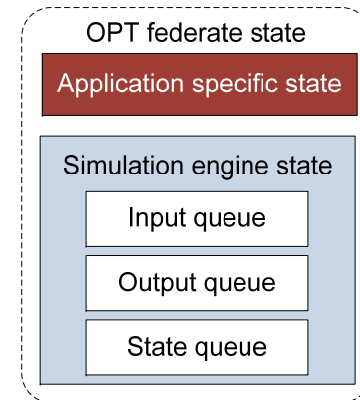 OPT federate state
Application specific state
Simulation engine state
Input queue
Output queue
State queue